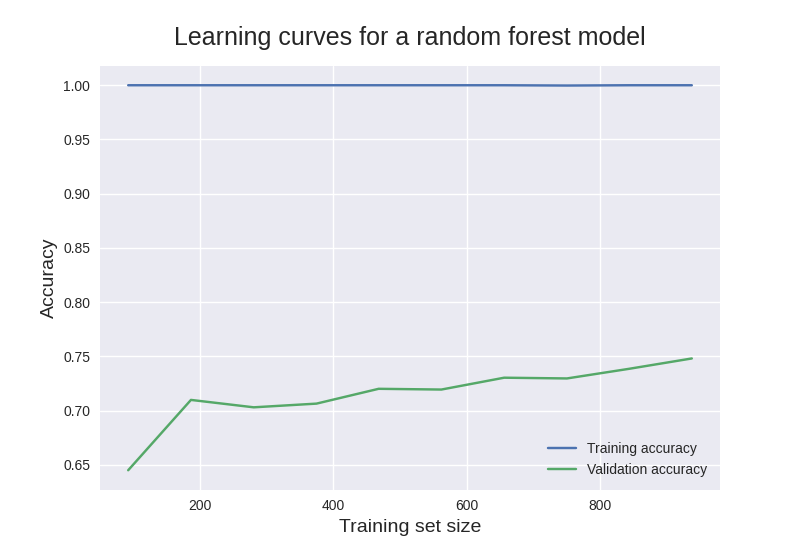 Learning curves for a random forest model
1.00
0.95
0.90
0.85
0.80
0.75
0.70
0.65
Accuracy
Training accuracy
Validation accuracy
200 400 600 800
Training set size